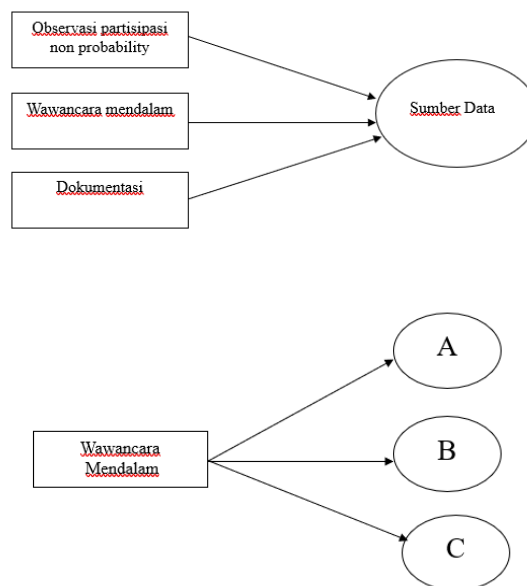 Observasi partisipasi
non probability
Wawancara mendalam
Sumber Data
Dokumentasi
A
Wawancara
Mendalam
B
C